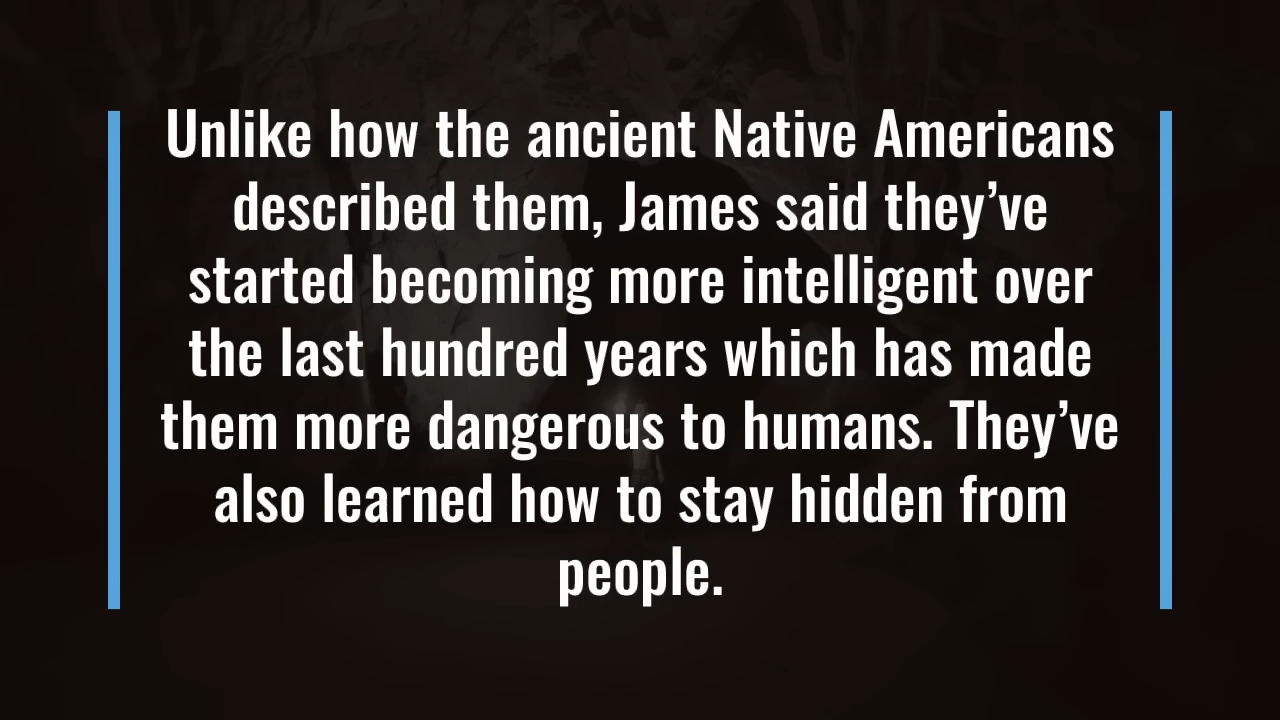 Unlike how the ancient Native Americans
described them, James said they’ve
started becoming more intelligent over
the last hundred years which has made
them more dangerous to humans. They’ve
also learned how to stay hidden from
people.